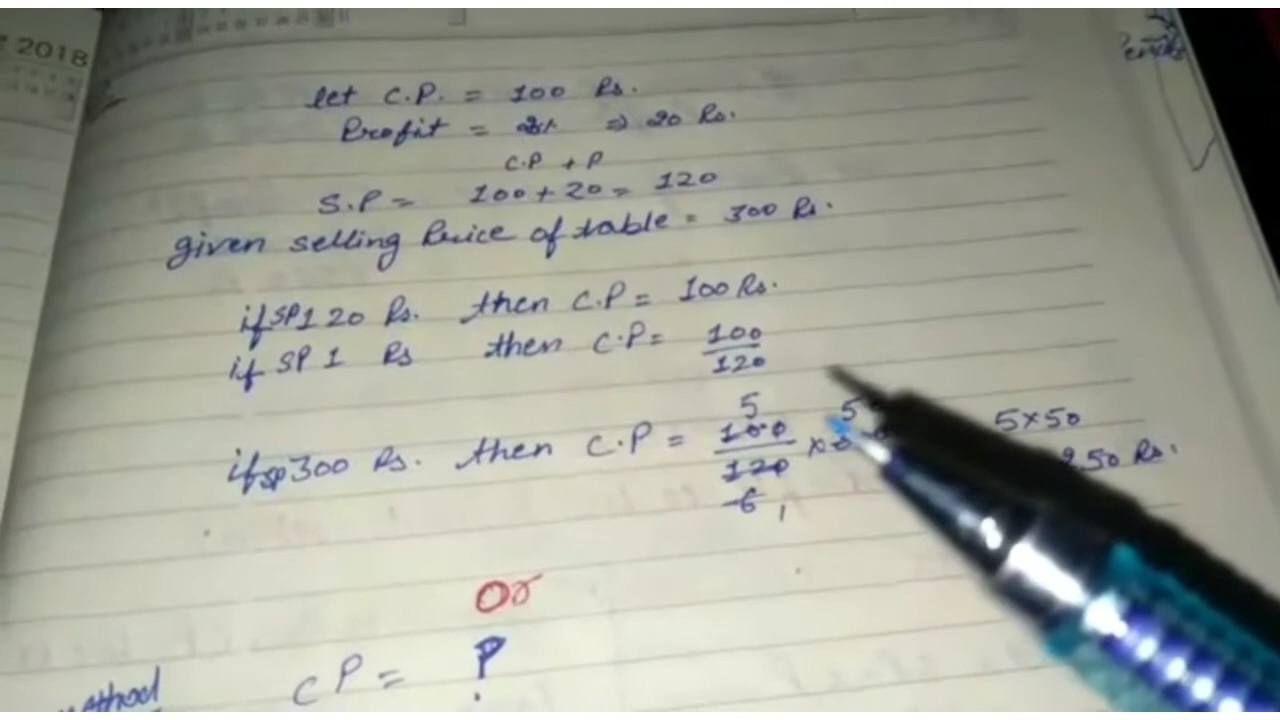 2018
let C.P. = 100 Rs.
Profit = ⇒ 20 Rs.
C.P + P
S.P = 100 + 20 = 120
given selling Price of table = 300 Rs.
if SP 120 Rs. then C.P = 100 Rs.
if SP 1 Rs then C.P = 100
120
5 5 5×50
if SP 300 Rs. then C.P = 100 × 250 Rs.
120
6 1
Or
method CP = ?